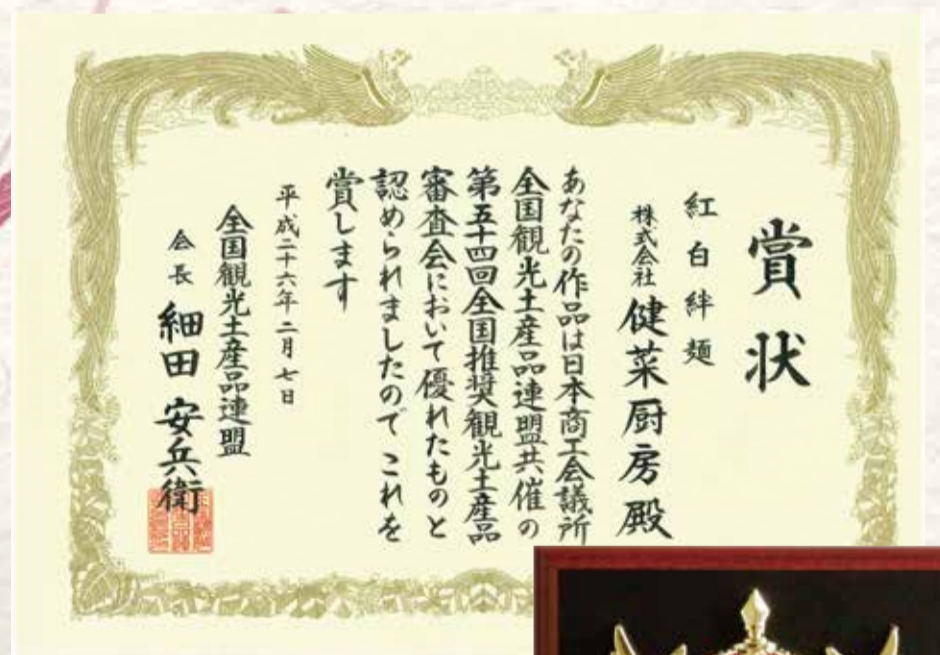 賞状
紅白絆麺
株式会社 健菜厨房殿
あなたの作品は日本商工会議所
全国観光土産品連盟共催の
第五十四回全国推奨観光土産品
審査会において優れたものと
認められましたので これを
賞します
平成二十六年二月七日
全国観光土産品連盟
会長 細田安兵衛